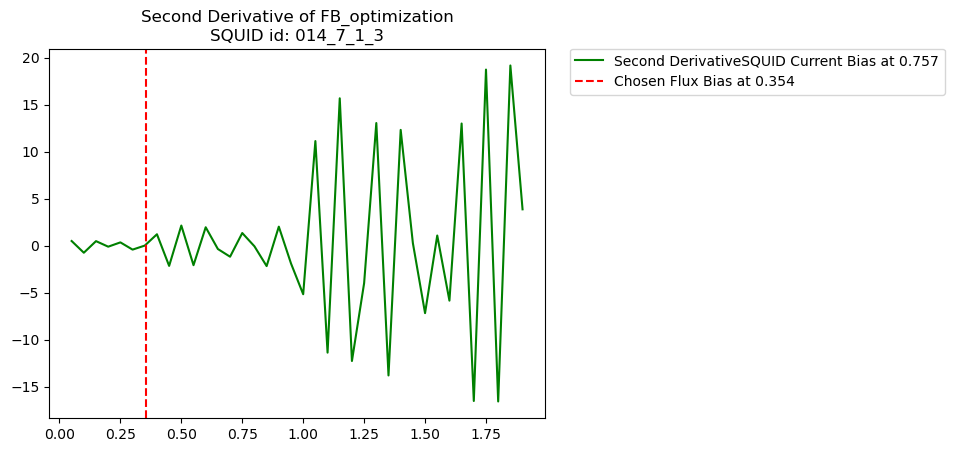 Second Derivative of FB_optimization
SQUID id: 014_7_1_3
Second DerivativeSQUID Current Bias at 0.757
Chosen Flux Bias at 0.354
20
15
10
5
0
−5
−10
−15
0.00 0.25 0.50 0.75 1.00 1.25 1.50 1.75